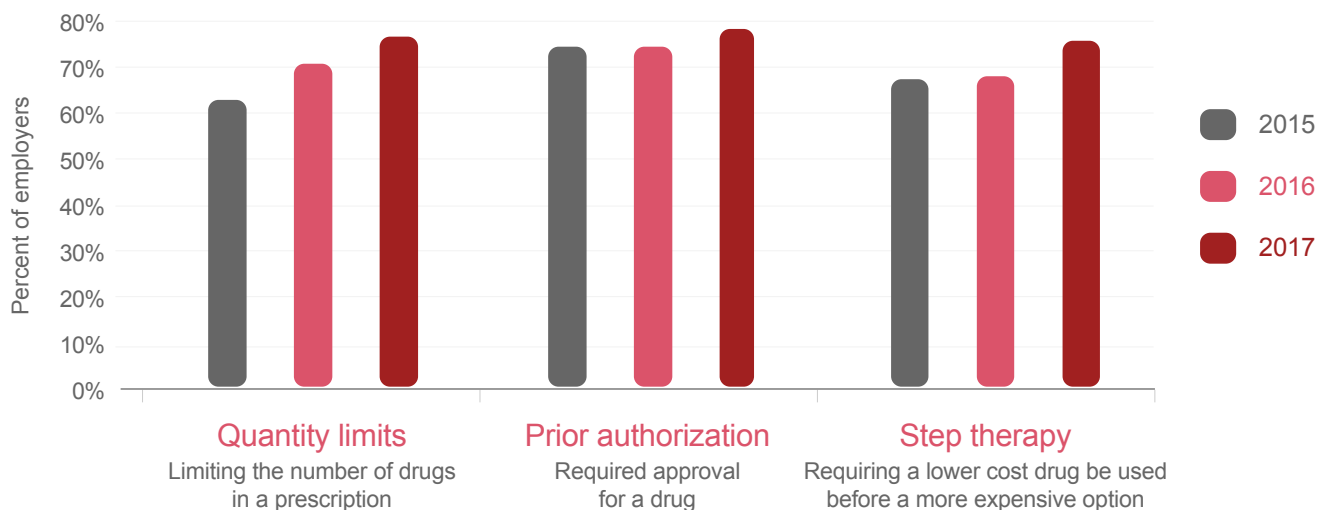 80%
70%
60%
50%
40%
30%
20%
10%
0%
Percent of employers
2015
2016
2017
Quantity limits
Limiting the number of drugs
in a prescription
Prior authorization
Required approval
for a drug
Step therapy
Requiring a lower cost drug be used
before a more expensive option